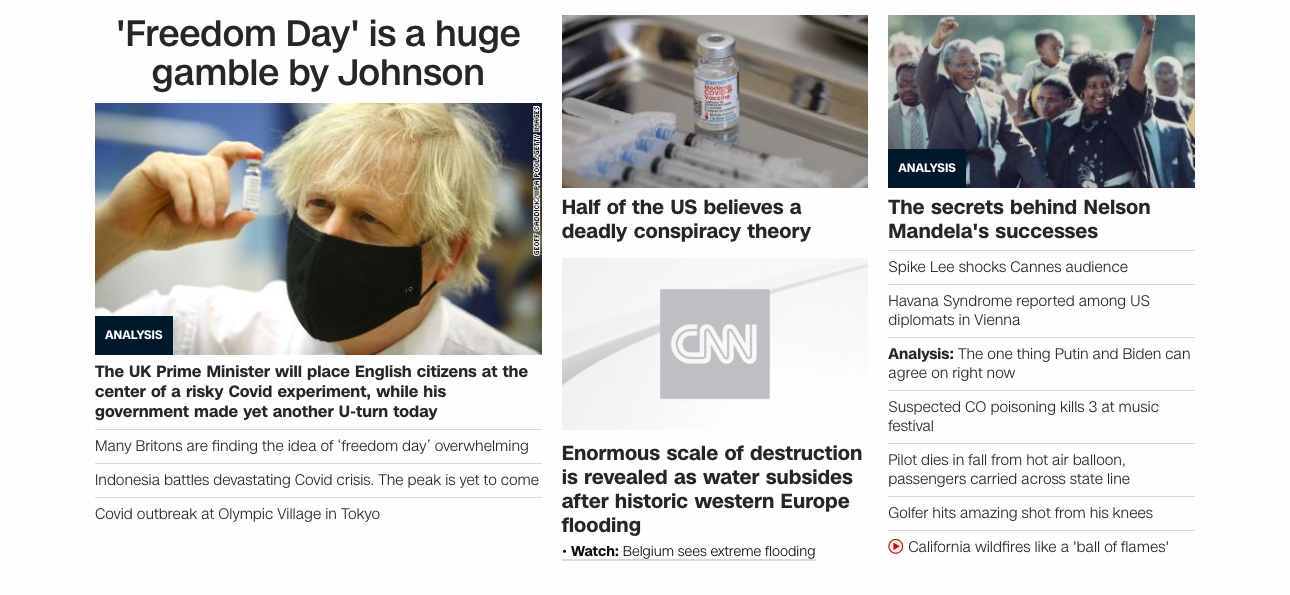 'Freedom Day' is a huge
gamble by Johnson
GEOFF CADDICK/WPA POOL/GETTY IMAGES
ANALYSIS
The UK Prime Minister will place English citizens at the
center of a risky Covid experiment, while his
government made yet another U-turn today
Many Britons are finding the idea of ‘freedom day’ overwhelming
Indonesia battles devastating Covid crisis. The peak is yet to come
Covid outbreak at Olympic Village in Tokyo
Moderna
COVID-19
Vaccine
Half of the US believes a
deadly conspiracy theory
CNN
Enormous scale of destruction
is revealed as water subsides
after historic western Europe
flooding
• Watch: Belgium sees extreme flooding
ANALYSIS
The secrets behind Nelson
Mandela's successes
Spike Lee shocks Cannes audience
Havana Syndrome reported among US
diplomats in Vienna
Analysis: The one thing Putin and Biden can
agree on right now
Suspected CO poisoning kills 3 at music
festival
Pilot dies in fall from hot air balloon,
passengers carried across state line
Golfer hits amazing shot from his knees
California wildfires like a 'ball of flames'